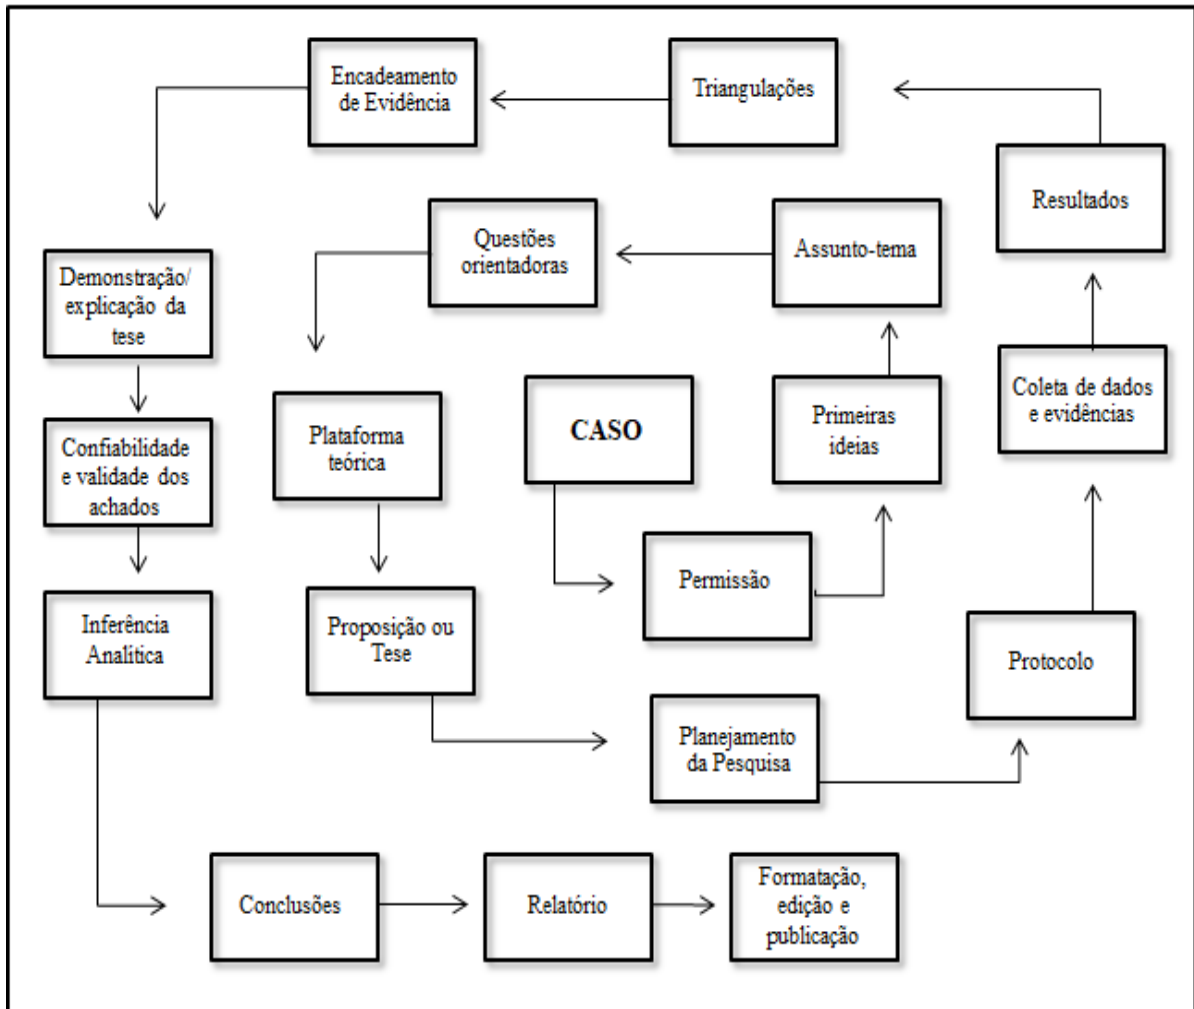 Encadeamento
de Evidência
Triangulações
Resultados
Questões
orientadoras
Assunto-tema
Demonstração/
explicação da
tese
Plataforma
teórica
CASO
Primeiras
ideias
Coleta de dados
e evidências
Confiabilidade
e validade dos
achados
Permissão
Inferência
Analítica
Proposição ou
Tese
Protocolo
Planejamento
da Pesquisa
Conclusões
Relatório
Formatação,
edição e
publicação